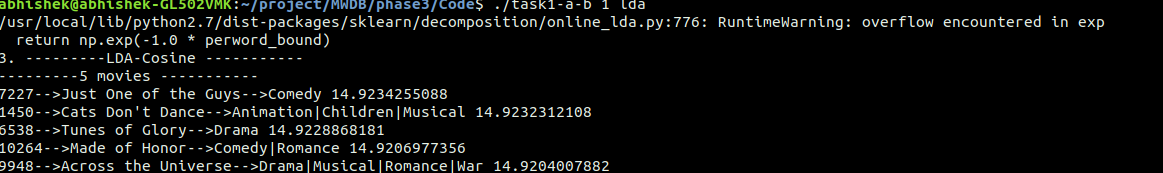 abhishek@abhishek-GL502VMK:~/project/MWDB/phase3/Code$ ./task1-a-b 1 lda
/usr/local/lib/python2.7/dist-packages/sklearn/decomposition/online_lda.py:776: RuntimeWarning: overflow encountered in exp
  return np.exp(-1.0 * perword_bound)
3. ---------LDA-Cosine -----------
---------5 movies -----------
7227-->Just One of the Guys-->Comedy 14.9234255088
1450-->Cats Don't Dance-->Animation|Children|Musical 14.9232312108
6538-->Tunes of Glory-->Drama 14.9228868181
10264-->Made of Honor-->Comedy|Romance 14.9206977356
9948-->Across the Universe-->Drama|Musical|Romance|War 14.9204007882